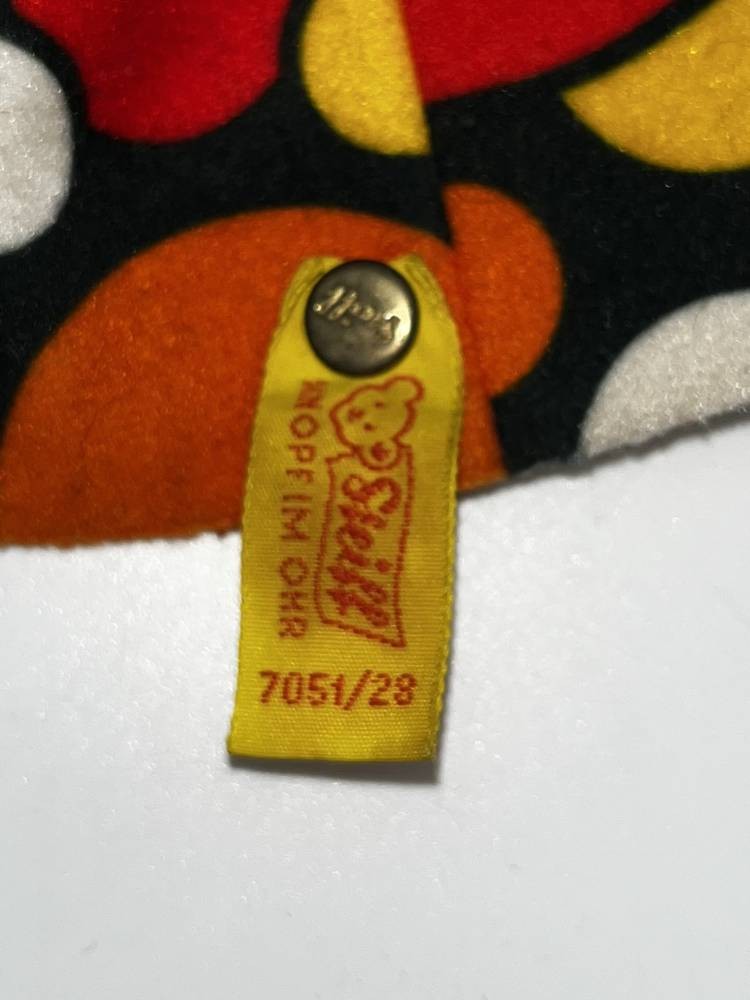 Steiff
Steiff
KNOPF IM OHR
7051/28